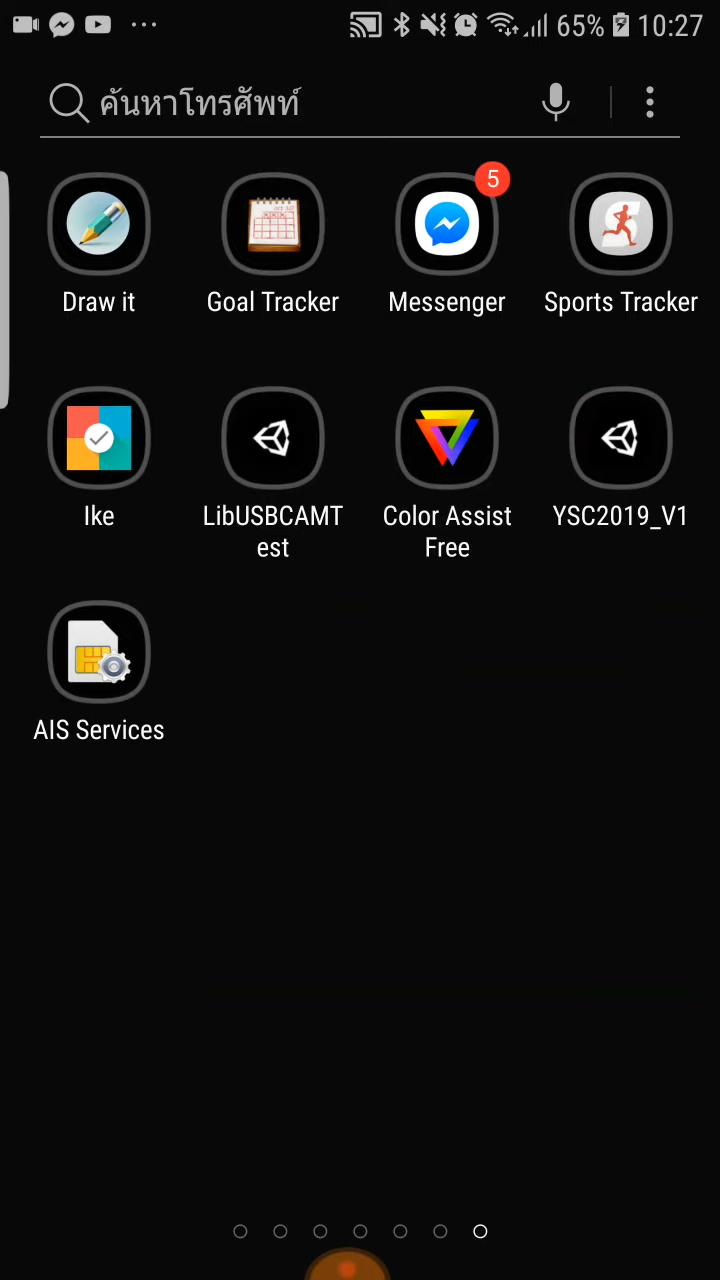 65% 10:27
ค้นหาโทรศัพท์
5
Draw it Goal Tracker Messenger Sports Tracker
Ike LibUSBCAMT Color Assist YSC2019_V1
est Free
AIS Services